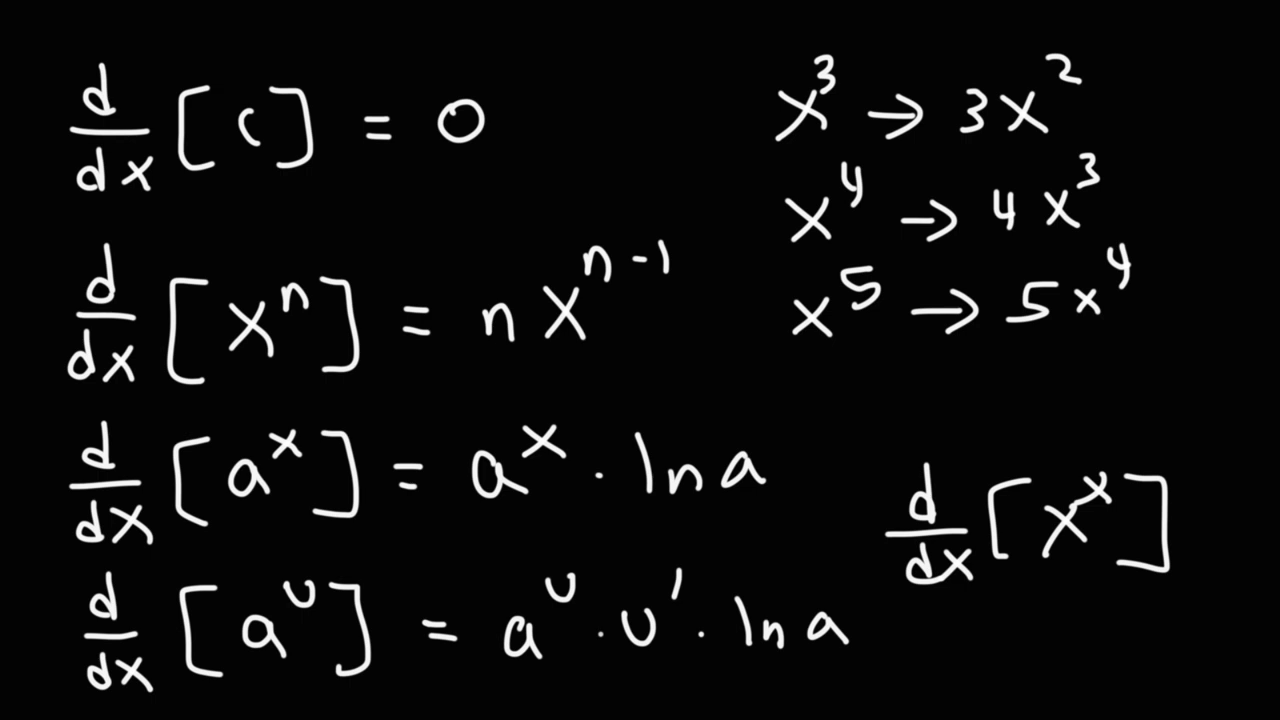 d/dx [c] = 0
d/dx [xⁿ] = nxⁿ⁻¹
d/dx [aˣ] = aˣ · ln a
d/dx [aᵘ] = aᵘ · u' · ln a
x³ → 3x²
x⁴ → 4x³
x⁵ → 5x⁴
d/dx [xˣ]